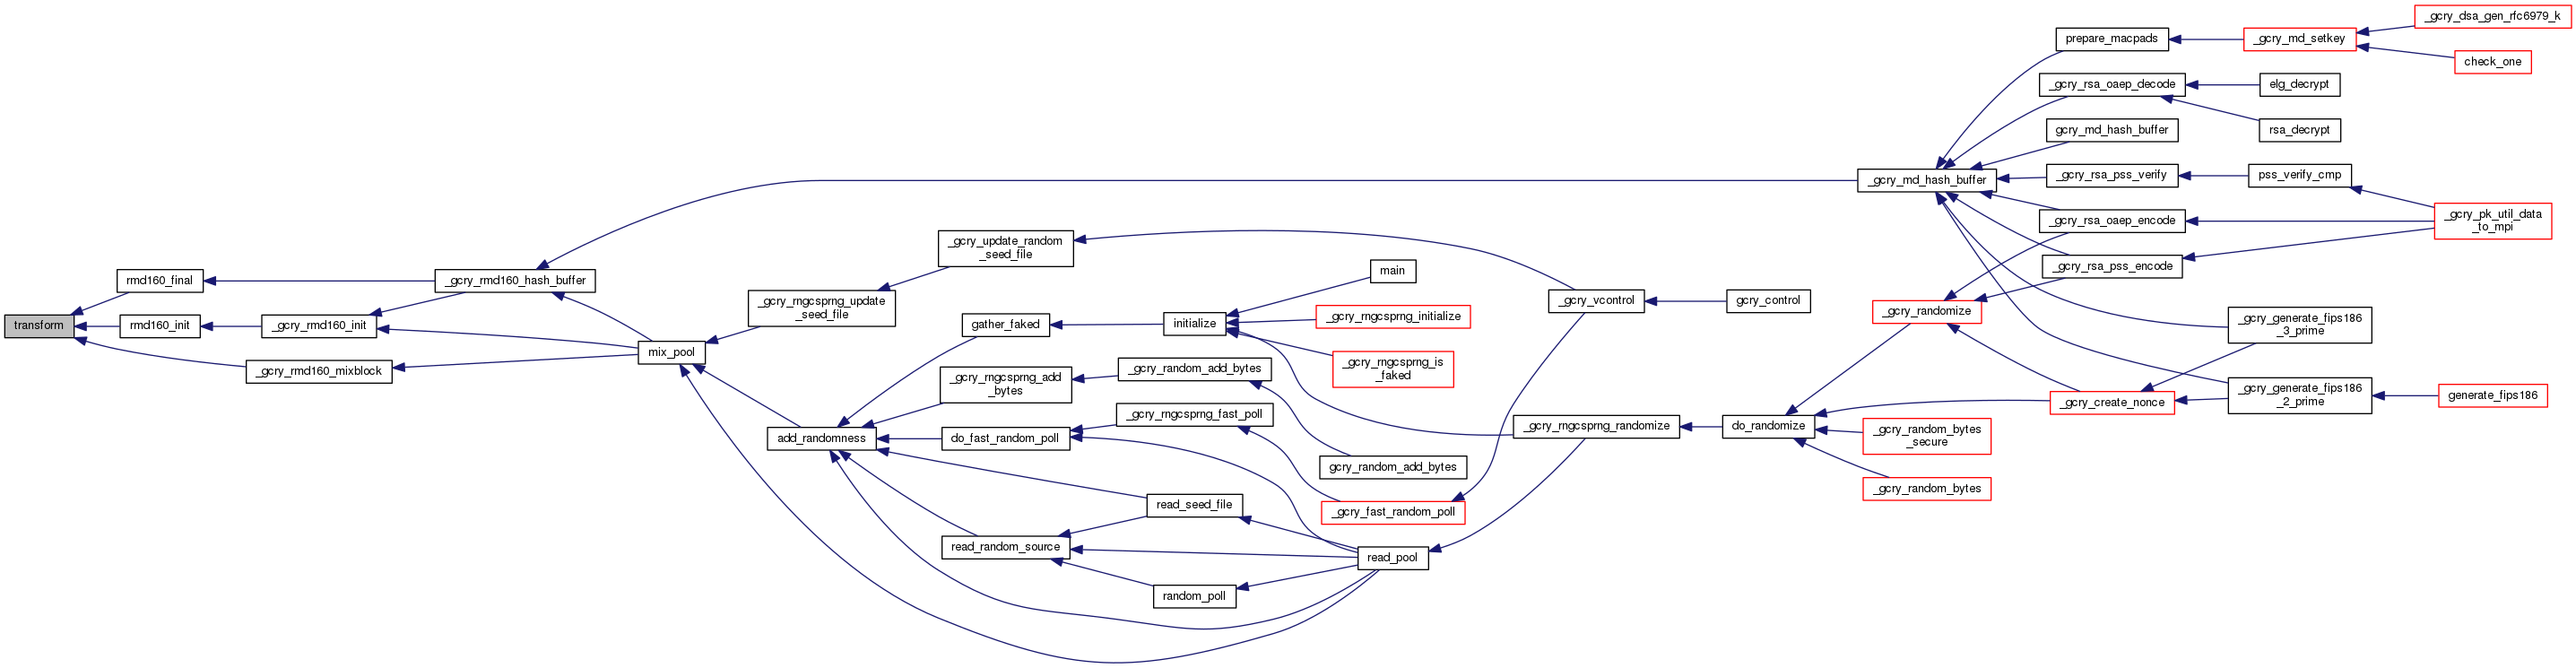 transform
rmd160_final
rmd160_init
_gcry_rmd160_mixblock
_gcry_rmd160_init
_gcry_rmd160_hash_buffer
mix_pool
_gcry_rngcsprng_update
_seed_file
add_randomness
_gcry_update_random
_seed_file
gather_faked
_gcry_rngcsprng_add
_bytes
do_fast_random_poll
read_random_source
_gcry_random_add_bytes
_gcry_rngcsprng_fast_poll
read_seed_file
random_poll
initialize
main
_gcry_rngcsprng_initialize
_gcry_rngcsprng_is
_faked
gcry_random_add_bytes
_gcry_fast_random_poll
read_pool
_gcry_vcontrol
_gcry_rngcsprng_randomize
gcry_control
do_randomize
_gcry_md_hash_buffer
_gcry_randomize
_gcry_random_bytes
_secure
_gcry_random_bytes
prepare_macpads
_gcry_rsa_oaep_decode
gcry_md_hash_buffer
_gcry_rsa_pss_verify
_gcry_rsa_oaep_encode
_gcry_rsa_pss_encode
_gcry_create_nonce
_gcry_md_setkey
elg_decrypt
rsa_decrypt
pss_verify_cmp
_gcry_generate_fips186
_3_prime
_gcry_generate_fips186
_2_prime
_gcry_dsa_gen_rfc6979_k
check_one
_gcry_pk_util_data
_to_mpi
generate_fips186